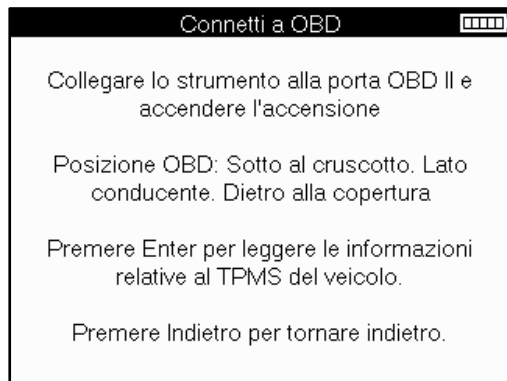 Connetti a OBD
Collegare lo strumento alla porta OBD II e
accendere l'accensione
Posizione OBD: Sotto al cruscotto. Lato
conducente. Dietro alla copertura
Premere Enter per leggere le informazioni
relative al TPMS del veicolo.
Premere Indietro per tornare indietro.